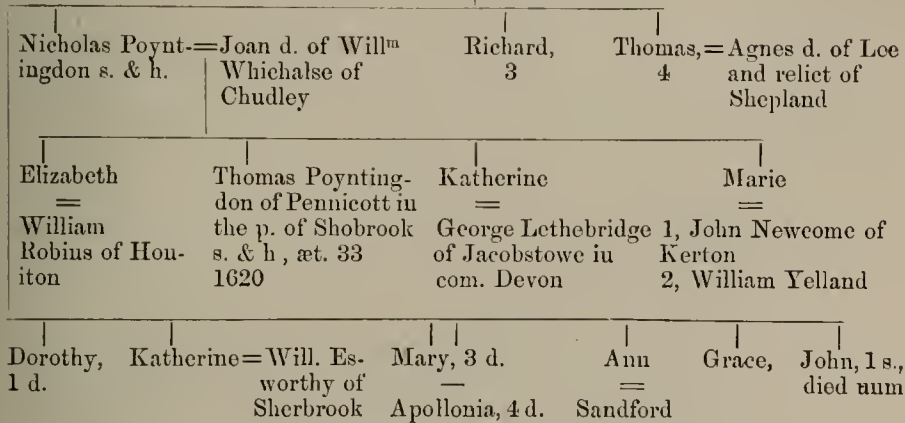 Nicholas Poynt-=Joan d. of Willm Richard, Thomas,=Agnes d. of Loe
ingdon s. & h. Whichalse of 3 4 and relict of
Chudley Shepland
Elizabeth Thomas Poynting- Katherine Marie
= don of Pennicott in = =
William the p. of Shobrook George Lethebridge 1, John Newcome of
Robius of Hou- s. & h, æt. 33 of Jacobstowe in Kerton
iton 1620 com. Devon 2, William Yelland
Dorothy, Katherine=Will. Es- Mary, 3 d. Ann Grace, John, 1 s.,
1 d. worthy of — = died unm
Sherbrook Apollonia, 4 d. Sandford